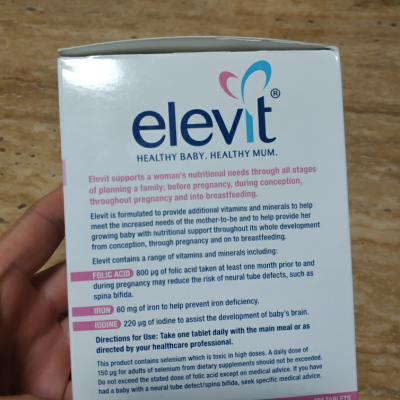 elevit®
HEALTHY BABY. HEALTHY MUM.
Elevit supports a woman's nutritional needs through all stages
of planning a family; before pregnancy, during conception,
throughout pregnancy and into breastfeeding.
Elevit is formulated to provide additional vitamins and minerals to help
meet the increased needs of the mother-to-be and to help provide her
growing baby with nutritional support throughout its whole development
from conception, through pregnancy and on to breastfeeding.
Elevit contains a range of vitamins and minerals including:
FOLIC ACID 800 µg of folic acid taken at least one month prior to and
during pregnancy may reduce the risk of neural tube defects, such as
spina bifida.
IRON 60 mg of iron to help prevent iron deficiency.
IODINE 220 µg of iodine to assist the development of baby's brain.
Directions for Use: Take one tablet daily with the main meal or as
directed by your healthcare professional.
This product contains selenium which is toxic in high doses. A daily dose of
150 µg for adults of selenium from dietary supplements should not be exceeded.
Do not exceed the stated dose of folic acid except on medical advice. If you have
had a baby with a neural tube defect/spina bifida, seek specific medical advice.
TABLETS